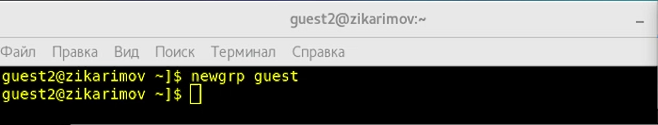 guest2@zikarimov:~
Файл Правка Вид Поиск Терминал Справка
guest2@zikarimov ~]$ newgrp guest
guest2@zikarimov ~]$